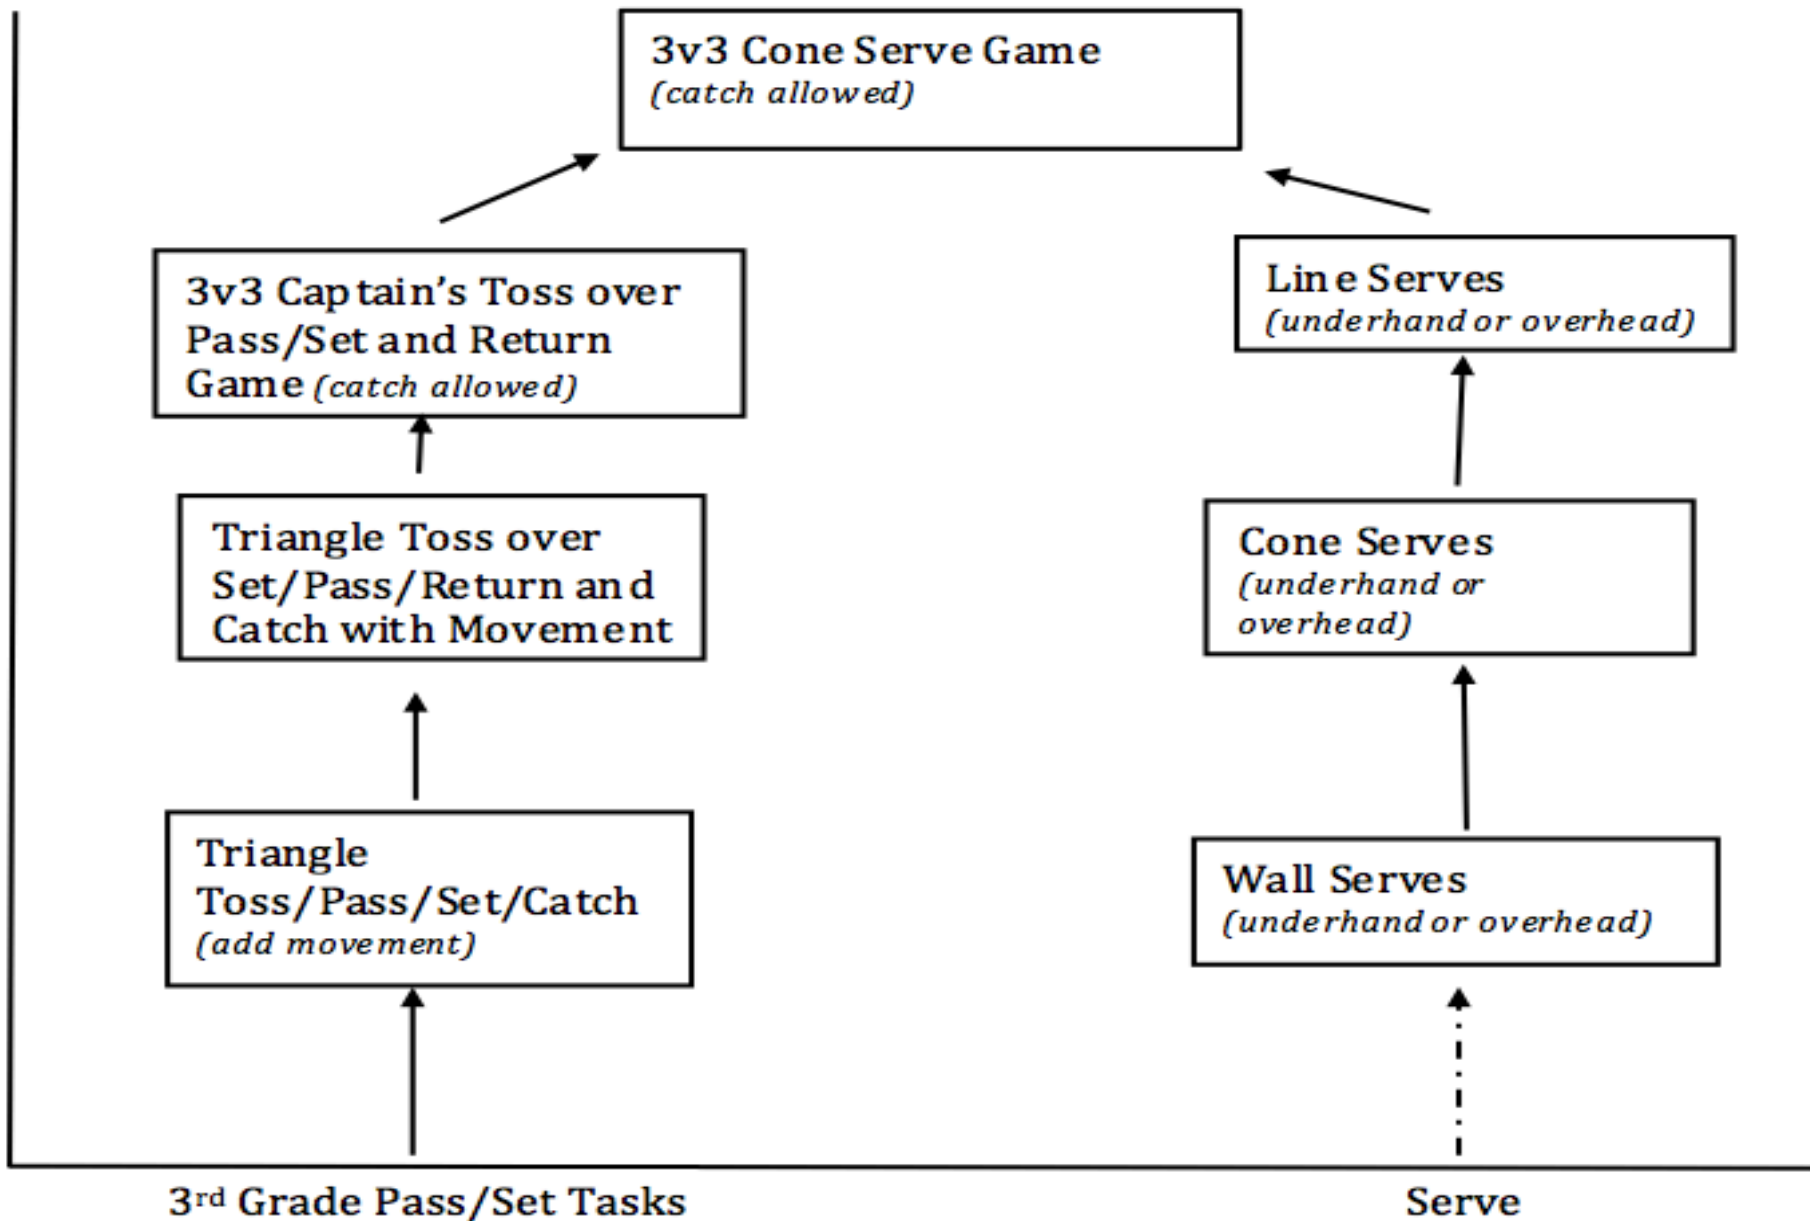 3v3 Cone Serve Game
(catch allowed)
3v3 Captain's Toss over
Pass/Set and Return
Game (catch allowed)
Line Serves
(underhand or overhead)
Triangle Toss over
Set/Pass/Return and
Catch with Movement
Cone Serves
(underhand or
overhead)
Triangle
Toss/Pass/Set/Catch
(add movement)
Wall Serves
(underhand or overhead)
3rd Grade Pass/Set Tasks
Serve